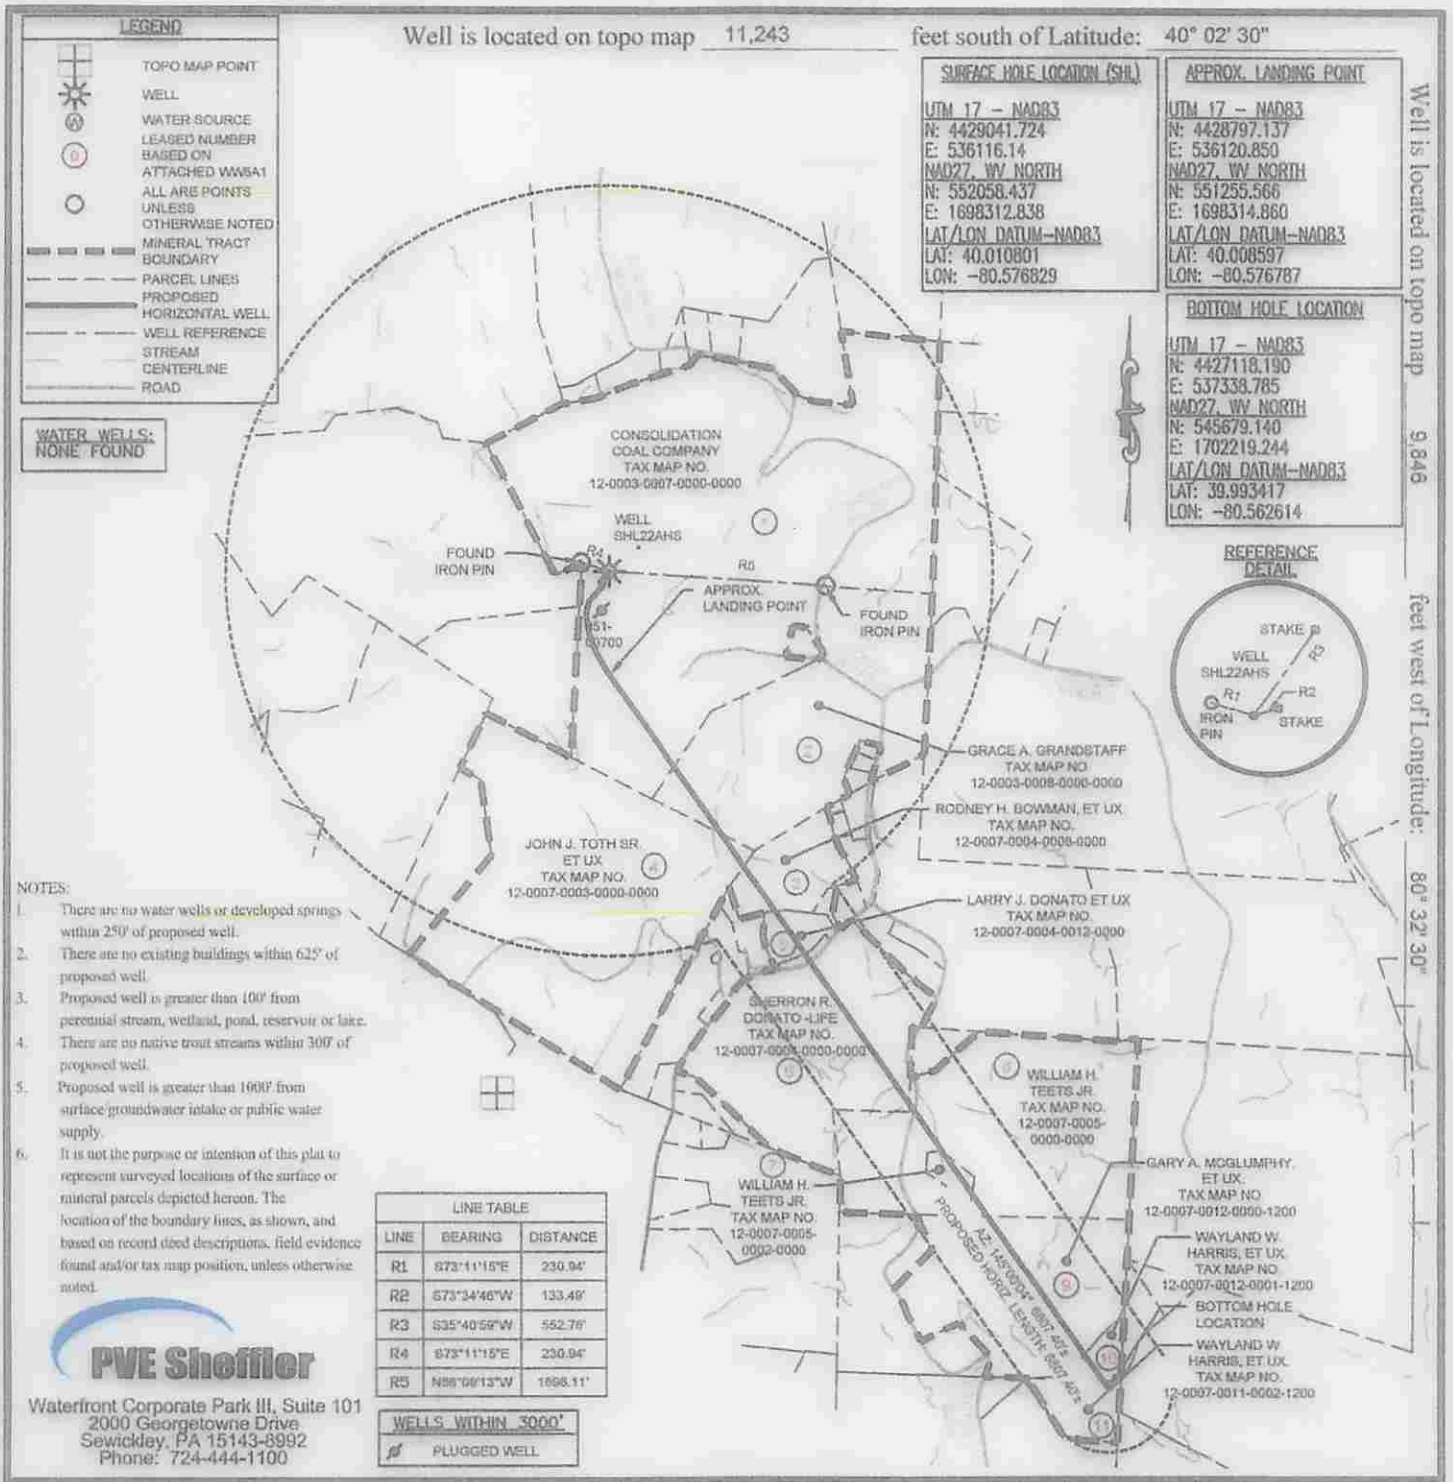 Well is located on topo map 11,243 feet south of Latitude: 40° 02' 30"
LEGEND
TOPO MAP POINT
WELL
WATER SOURCE
LEASED NUMBER
BASED ON
ATTACHED WW6A1
ALL ARE POINTS
UNLESS
OTHERWISE NOTED
MINERAL TRACT
BOUNDARY
PARCEL LINES
PROPOSED
HORIZONTAL WELL
WELL REFERENCE
STREAM
CENTERLINE
ROAD
WATER WELLS:
NONE FOUND
SURFACE HOLE LOCATION (SHL)
UTM 17 - NAD83
N: 4429041.724
E: 536116.14
NAD27, WV NORTH
N: 552058.437
E: 1698312.838
LAT/LON DATUM-NAD83
LAT: 40.010801
LON: -80.576829
APPROX. LANDING POINT
UTM 17 - NAD83
N: 4428797.137
E: 536120.850
NAD27, WV NORTH
N: 551255.566
E: 1698314.860
LAT/LON DATUM-NAD83
LAT: 40.008597
LON: -80.576787
BOTTOM HOLE LOCATION
UTM 17 - NAD83
N: 4427118.190
E: 537338.785
NAD27, WV NORTH
N: 545679.140
E: 1702219.244
LAT/LON DATUM-NAD83
LAT: 39.993417
LON: -80.562614
Well is located on topo map 9,846 feet west of Longitude: 80° 32' 30"
REFERENCE
DETAIL
STAKE
R3
WELL
SHL22AHS
R1
R2
IRON
PIN
STAKE
CONSOLIDATION
COAL COMPANY
TAX MAP NO.
12-0003-0007-0000-0000
WELL
SHL22AHS
FOUND
IRON PIN
R4
R5
APPROX.
LANDING POINT
FOUND
IRON PIN
GRACE A. GRANDSTAFF
TAX MAP NO
12-0003-0008-0000-0000
RODNEY H. BOWMAN, ET UX
TAX MAP NO.
12-0007-0004-0008-0000
JOHN J. TOTH SR.
ET UX
TAX MAP NO.
12-0007-0003-0000-0000
4
LARRY J. DONATO ET UX
TAX MAP NO.
12-0007-0004-0012-0000
SHERRON R.
DONATO -LIFE
TAX MAP NO.
12-0007-0004-0000-0000
WILLIAM H.
TEETS JR.
TAX MAP NO.
12-0007-0005-
0000-0000
7
WILLIAM H.
TEETS JR.
TAX MAP NO
12-0007-0005-
0002-0000
GARY A. MCGLUMPHY,
ET UX.
TAX MAP NO
12-0007-0012-0000-1200
WAYLAND W.
HARRIS, ET UX.
TAX MAP NO
12-0007-0012-0001-1200
BOTTOM HOLE
LOCATION
WAYLAND W
HARRIS, ET UX.
TAX MAP NO.
12-0007-0011-0002-1200
9
10
11
AZ: 145°00'04" 6807.40'±
PROPOSED HORIZ. LENGTH: 6807.40'±
NOTES:
1. There are no water wells or developed springs
within 250' of proposed well.
2. There are no existing buildings within 625' of
proposed well.
3. Proposed well is greater than 100' from
perennial stream, wetland, pond, reservoir or lake.
4. There are no native trout streams within 300' of
proposed well.
5. Proposed well is greater than 1000' from
surface/groundwater intake or public water
supply.
6. It is not the purpose or intention of this plat to
represent surveyed locations of the surface or
mineral parcels depicted hereon. The
location of the boundary lines, as shown, and
based on record deed descriptions, field evidence
found and/or tax map position, unless otherwise
noted.
LINE TABLE
LINE BEARING DISTANCE
R1 S73°11'15"E 230.94'
R2 S73°34'46"W 133.49'
R3 S35°40'59"W 552.76'
R4 S73°11'15"E 230.94'
R5 1698.11'
WELLS WITHIN 3000'
PLUGGED WELL
PVE Sheffler
Waterfront Corporate Park III, Suite 101
2000 Georgetowne Drive
Sewickley, PA 15143-8992
Phone: 724-444-1100